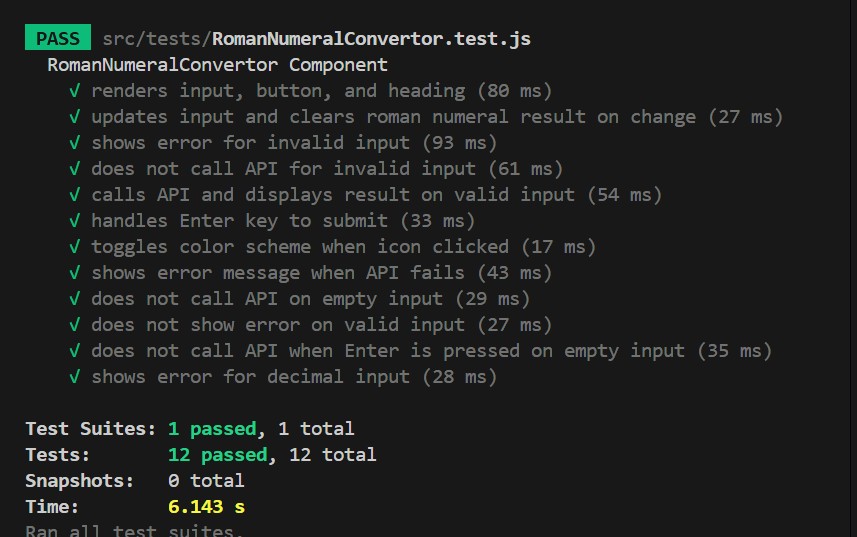 PASS src/tests/RomanNumeralConvertor.test.js
RomanNumeralConvertor Component
√ renders input, button, and heading (80 ms)
√ updates input and clears roman numeral result on change (27 ms)
√ shows error for invalid input (93 ms)
√ does not call API for invalid input (61 ms)
√ calls API and displays result on valid input (54 ms)
√ handles Enter key to submit (33 ms)
√ toggles color scheme when icon clicked (17 ms)
√ shows error message when API fails (43 ms)
√ does not call API on empty input (29 ms)
√ does not show error on valid input (27 ms)
√ does not call API when Enter is pressed on empty input (35 ms)
√ shows error for decimal input (28 ms)
Test Suites: 1 passed, 1 total
Tests: 12 passed, 12 total
Snapshots: 0 total
Time: 6.143 s
Ran all test suites.